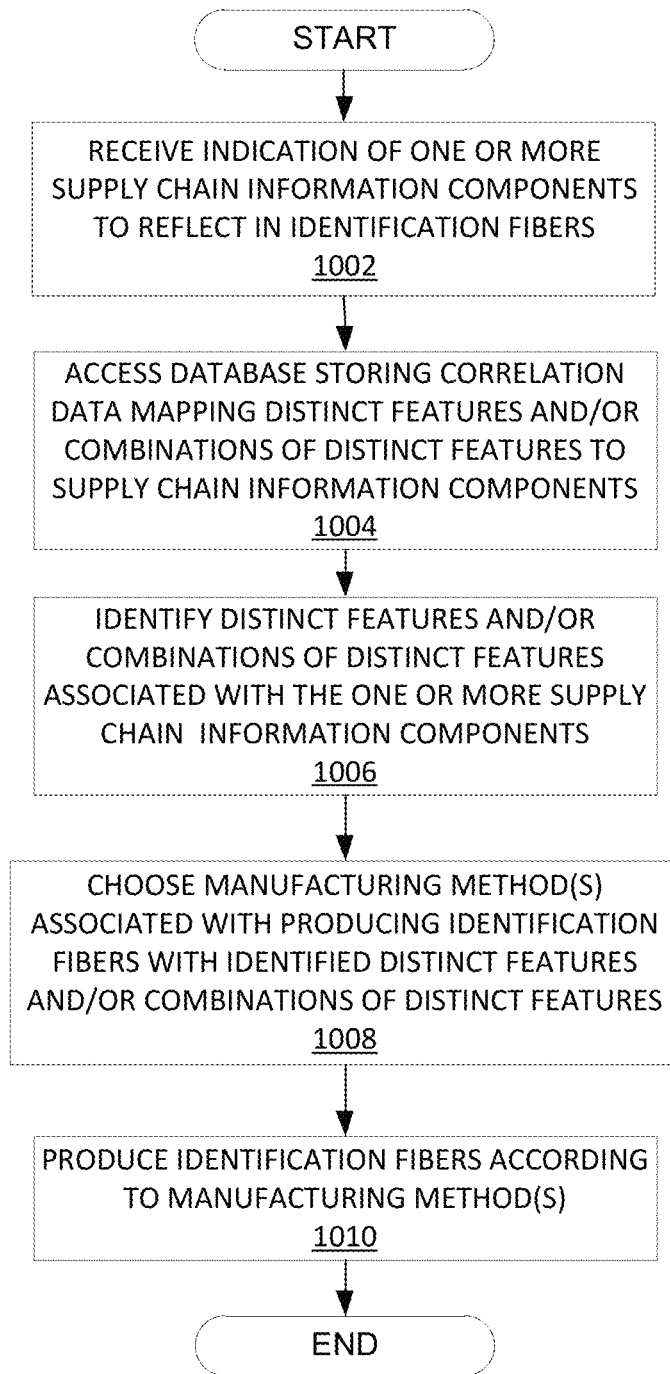 START
RECEIVE INDICATION OF ONE OR MORE
SUPPLY CHAIN INFORMATION COMPONENTS
TO REFLECT IN IDENTIFICATION FIBERS
1002
ACCESS DATABASE STORING CORRELATION
DATA MAPPING DISTINCT FEATURES AND/OR
COMBINATIONS OF DISTINCT FEATURES TO
SUPPLY CHAIN INFORMATION COMPONENTS
1004
IDENTIFY DISTINCT FEATURES AND/OR
COMBINATIONS OF DISTINCT FEATURES
ASSOCIATED WITH THE ONE OR MORE SUPPLY
CHAIN INFORMATION COMPONENTS
1006
CHOOSE MANUFACTURING METHOD(S)
ASSOCIATED WITH PRODUCING IDENTIFICATION
FIBERS WITH IDENTIFIED DISTINCT FEATURES
AND/OR COMBINATIONS OF DISTINCT FEATURES
1008
PRODUCE IDENTIFICATION FIBERS ACCORDING
TO MANUFACTURING METHOD(S)
1010
END